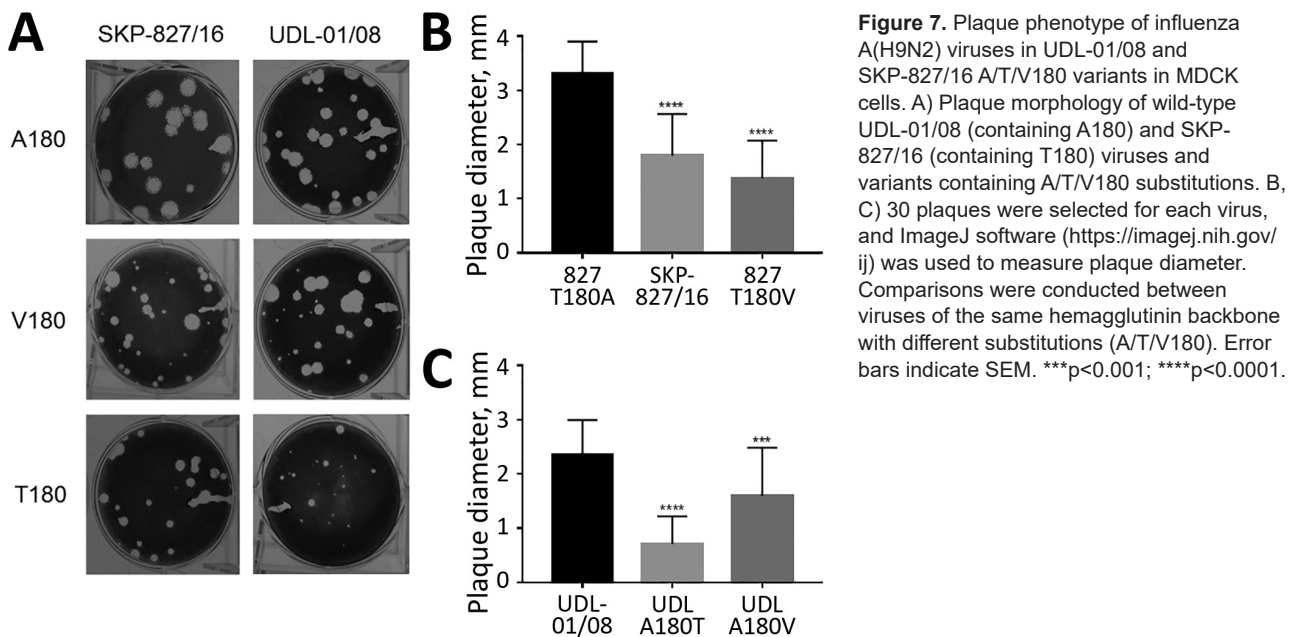 A
SKP-827/16 UDL-01/08
A180
V180
T180
B
Plaque diameter, mm
4
3
2
1
0
****
****
827
T180A
SKP-
827/16
827
T180V
C
Plaque diameter, mm
4
3
2
1
0
****
***
UDL-
01/08
UDL
A180T
UDL
A180V
Figure 7. Plaque phenotype of influenza
A(H9N2) viruses in UDL-01/08 and
SKP-827/16 A/T/V180 variants in MDCK
cells. A) Plaque morphology of wild-type
UDL-01/08 (containing A180) and SKP-
827/16 (containing T180) viruses and
variants containing A/T/V180 substitutions. B,
C) 30 plaques were selected for each virus,
and ImageJ software (https://imagej.nih.gov/
ij) was used to measure plaque diameter.
Comparisons were conducted between
viruses of the same hemagglutinin backbone
with different substitutions (A/T/V180). Error
bars indicate SEM. ***p<0.001; ****p<0.0001.